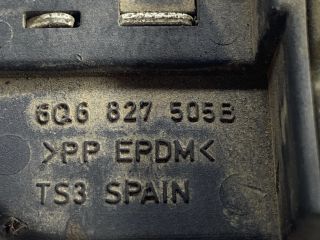 6Q6 827 505B
>PP EPDM<
TS3 SPAIN